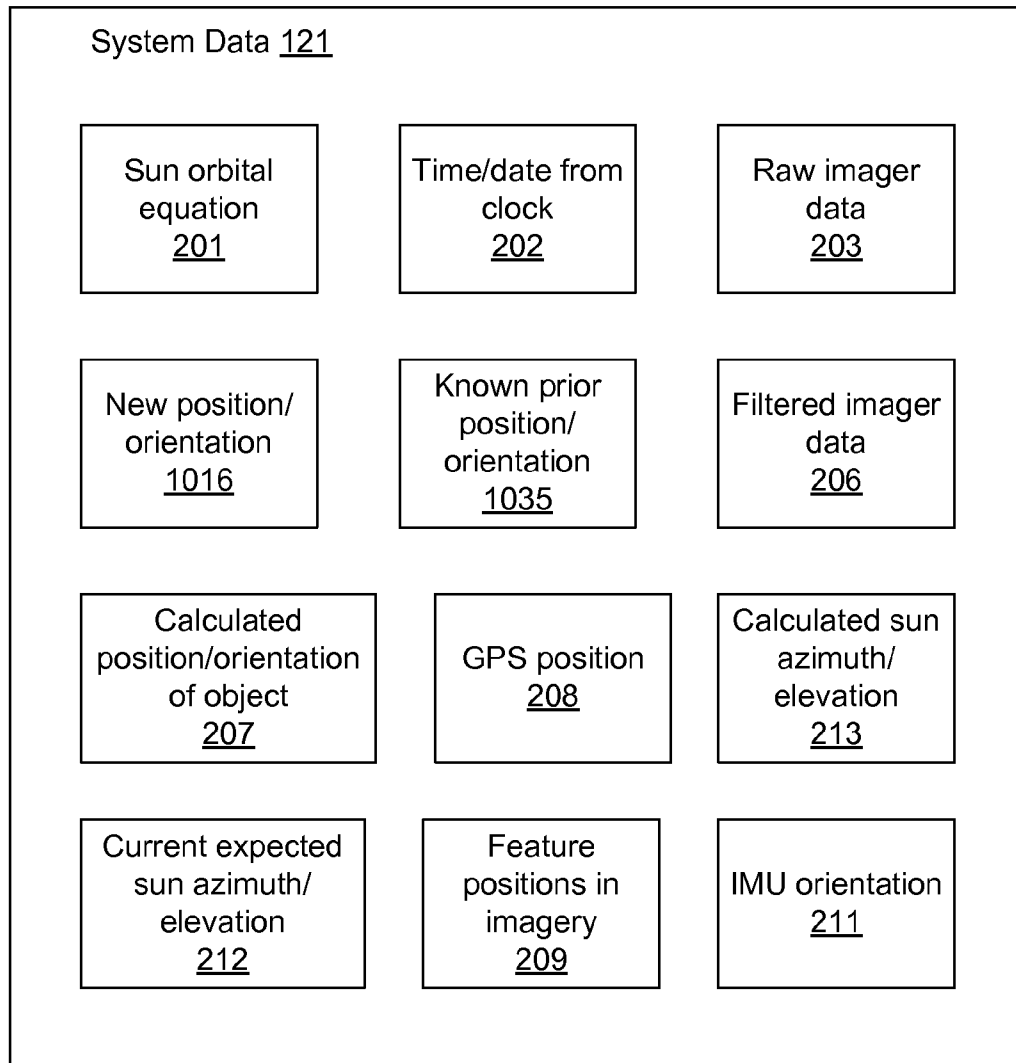 System Data 121
Sun orbital
equation
201
Time/date from
clock
202
Raw imager
data
203
New position/
orientation
1016
Known prior
position/
orientation
1035
Filtered imager
data
206
Calculated
position/orientation
of object
207
GPS position
208
Calculated sun
azimuth/
elevation
213
Current expected
sun azimuth/
elevation
212
Feature
positions in
imagery
209
IMU orientation
211